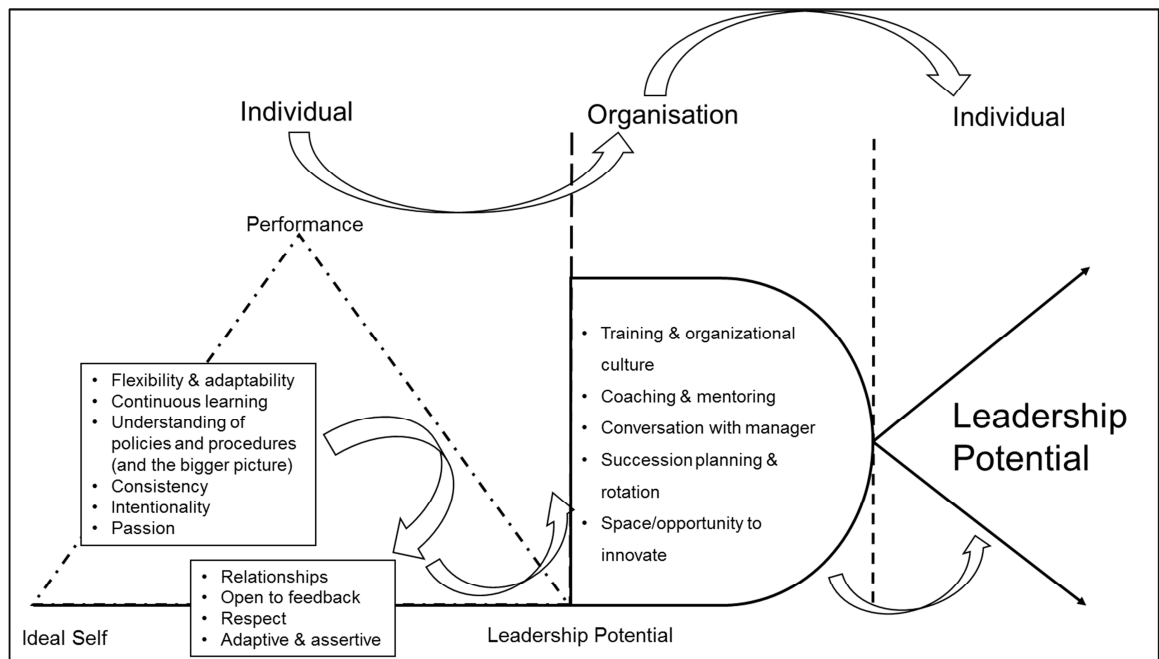 Individual
Organisation
Individual
Performance
• Flexibility & adaptability
• Continuous learning
• Understanding of
policies and procedures
(and the bigger picture)
• Consistency
• Intentionality
• Passion
• Relationships
• Open to feedback
• Respect
• Adaptive & assertive
Ideal Self
Leadership Potential
• Training & organizational
culture
• Coaching & mentoring
• Conversation with manager
• Succession planning &
rotation
• Space/opportunity to
innovate
Leadership
Potential